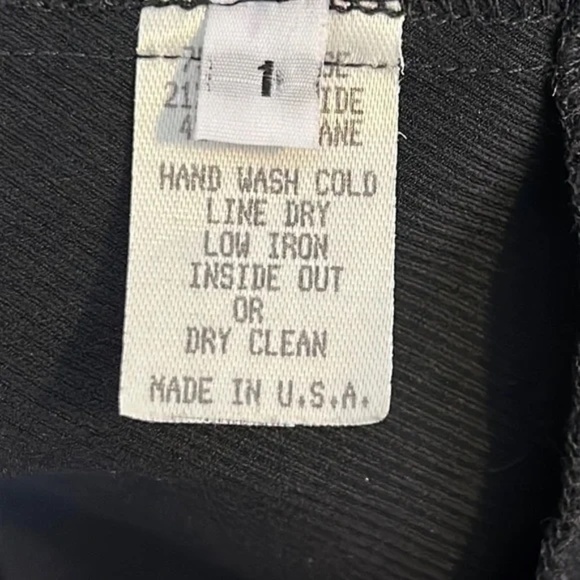 1
HAND WASH COLD
LINE DRY
LOW IRON
INSIDE OUT
OR
DRY CLEAN
MADE IN U.S.A.